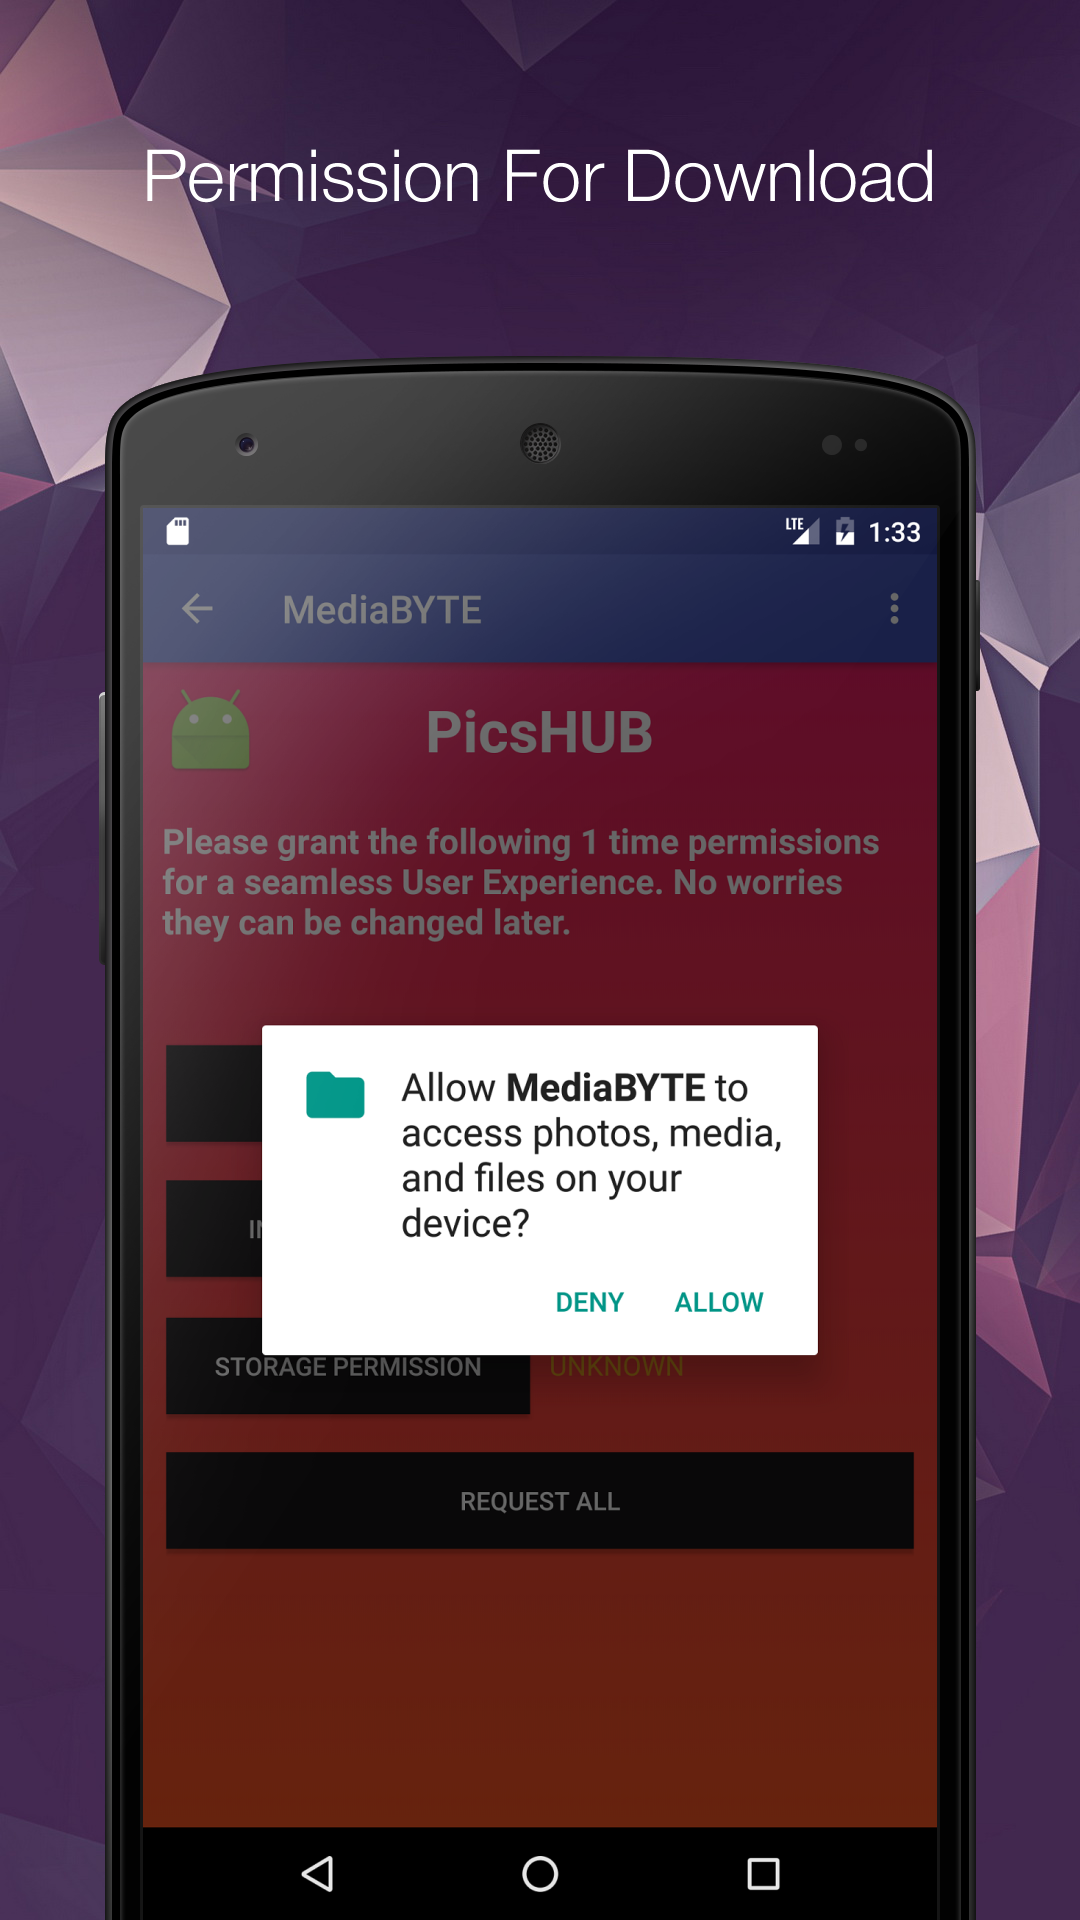 Permission For Download
LTE 1:33
MediaBYTE
PicsHUB
Please grant the following 1 time permissions
for a seamless User Experience. No worries
they can be changed later.
Allow MediaBYTE to
access photos, media,
and files on your
device?
DENY ALLOW
STORAGE PERMISSION UNKNOWN
REQUEST ALL